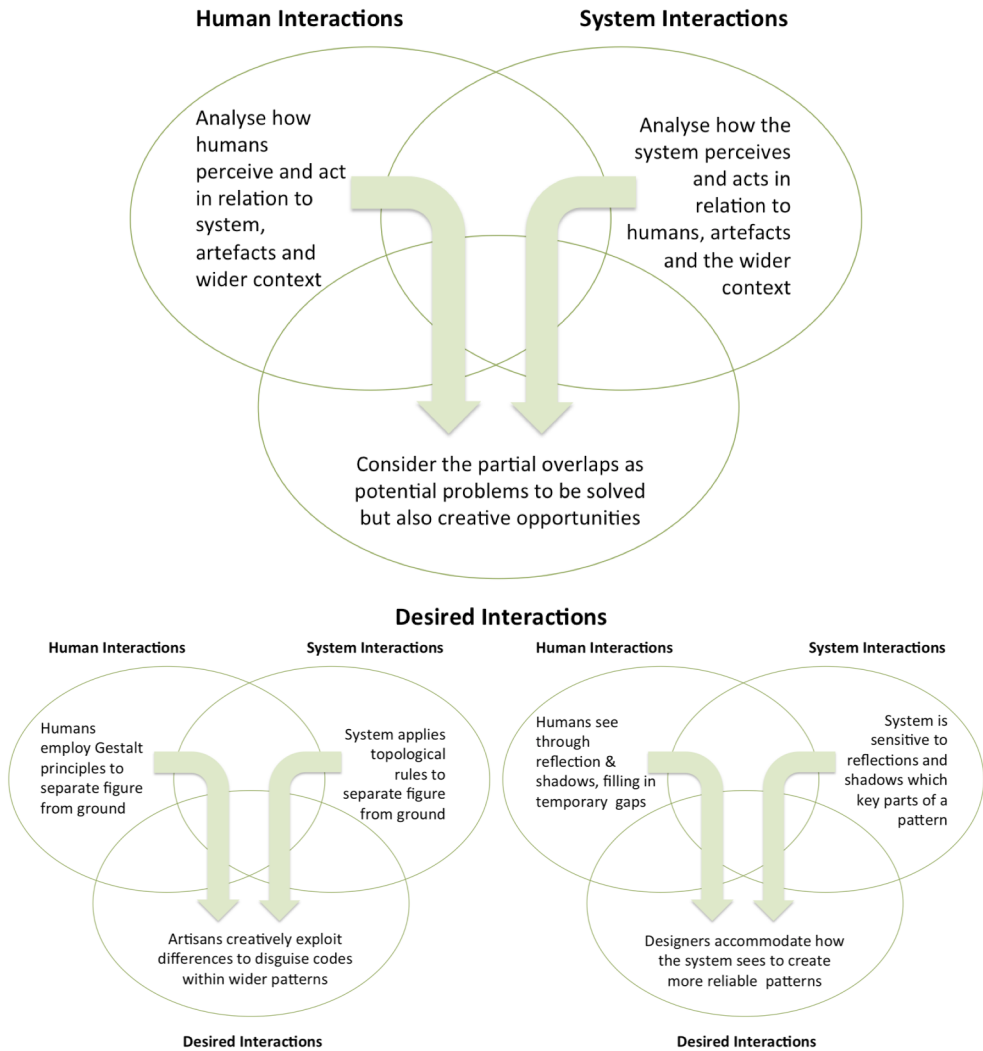 Human Interactions
System Interactions
Analyse how
humans
perceive and act
in relation to
system,
artefacts and
wider context
Analyse how the
system perceives
and acts in
relation to
humans, artefacts
and the wider
context
Consider the partial overlaps as
potential problems to be solved
but also creative opportunities
Desired Interactions
Human Interactions
System Interactions
Humans
employ Gestalt
principles to
separate figure
from ground
System applies
topological
rules to
separate figure
from ground
Artisans creatively exploit
differences to disguise codes
within wider patterns
Desired Interactions
Human Interactions
System Interactions
Humans see
through
reflection &
shadows, filling in
temporary gaps
System is
sensitive to
reflections and
shadows which
key parts of a
pattern
Designers accommodate how
the system sees to create
more reliable patterns
Desired Interactions